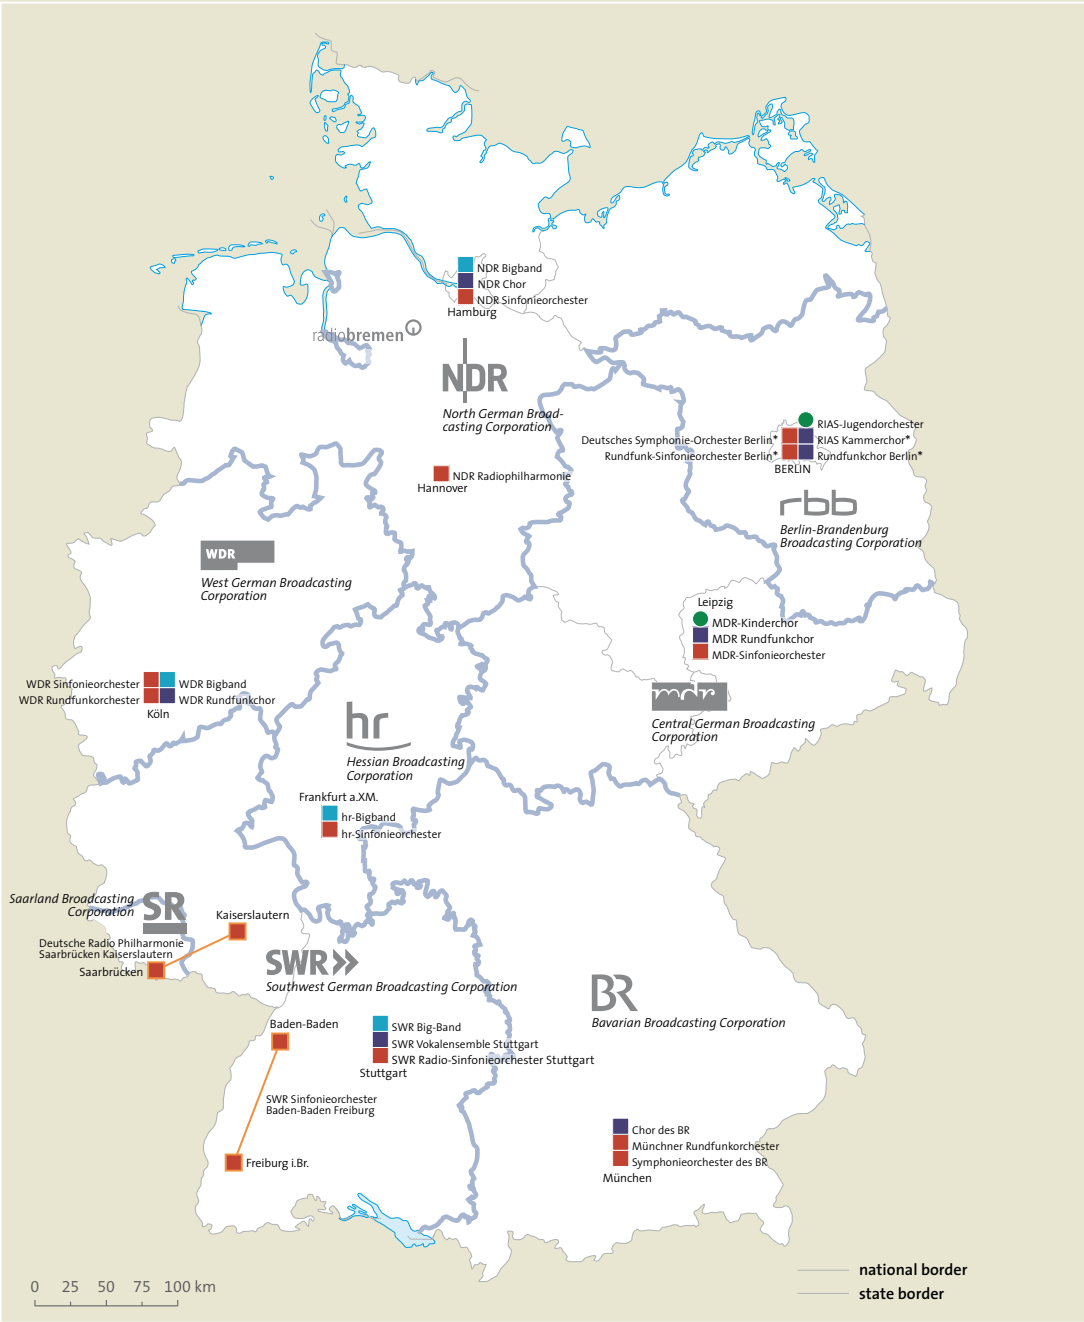 NDR Bigband
NDR Chor
NDR Sinfonieorchester
Hamburg
radiobremen
NDR
North German Broad-
casting Corporation
RIAS-Jugendorchester
Deutsches Symphonie-Orchester Berlin*
RIAS Kammerchor*
Rundfunk-Sinfonieorchester Berlin*
Rundfunkchor Berlin*
BERLIN
NDR Radiophilharmonie
Hannover
rbb
Berlin-Brandenburg
Broadcasting Corporation
WDR
West German Broadcasting
Corporation
Leipzig
MDR-Kinderchor
MDR Rundfunkchor
MDR-Sinfonieorchester
WDR Sinfonieorchester
WDR Bigband
WDR Rundfunkorchester
WDR Rundfunkchor
Köln
mdr
Central German Broadcasting
Corporation
hr
Hessian Broadcasting
Corporation
Frankfurt a.XM.
hr-Bigband
hr-Sinfonieorchester
Saarland Broadcasting
Corporation
SR
Kaiserslautern
Deutsche Radio Philharmonie
Saarbrücken Kaiserslautern
Saarbrücken
SWR
Southwest German Broadcasting Corporation
BR
Bavarian Broadcasting Corporation
Baden-Baden
SWR Big-Band
SWR Vokalensemble Stuttgart
SWR Radio-Sinfonieorchester Stuttgart
Stuttgart
SWR Sinfonieorchester
Baden-Baden Freiburg
Freiburg i.Br.
Chor des BR
Münchner Rundfunkorchester
Symphonieorchester des BR
München
national border
state border
0 25 50 75 100 km